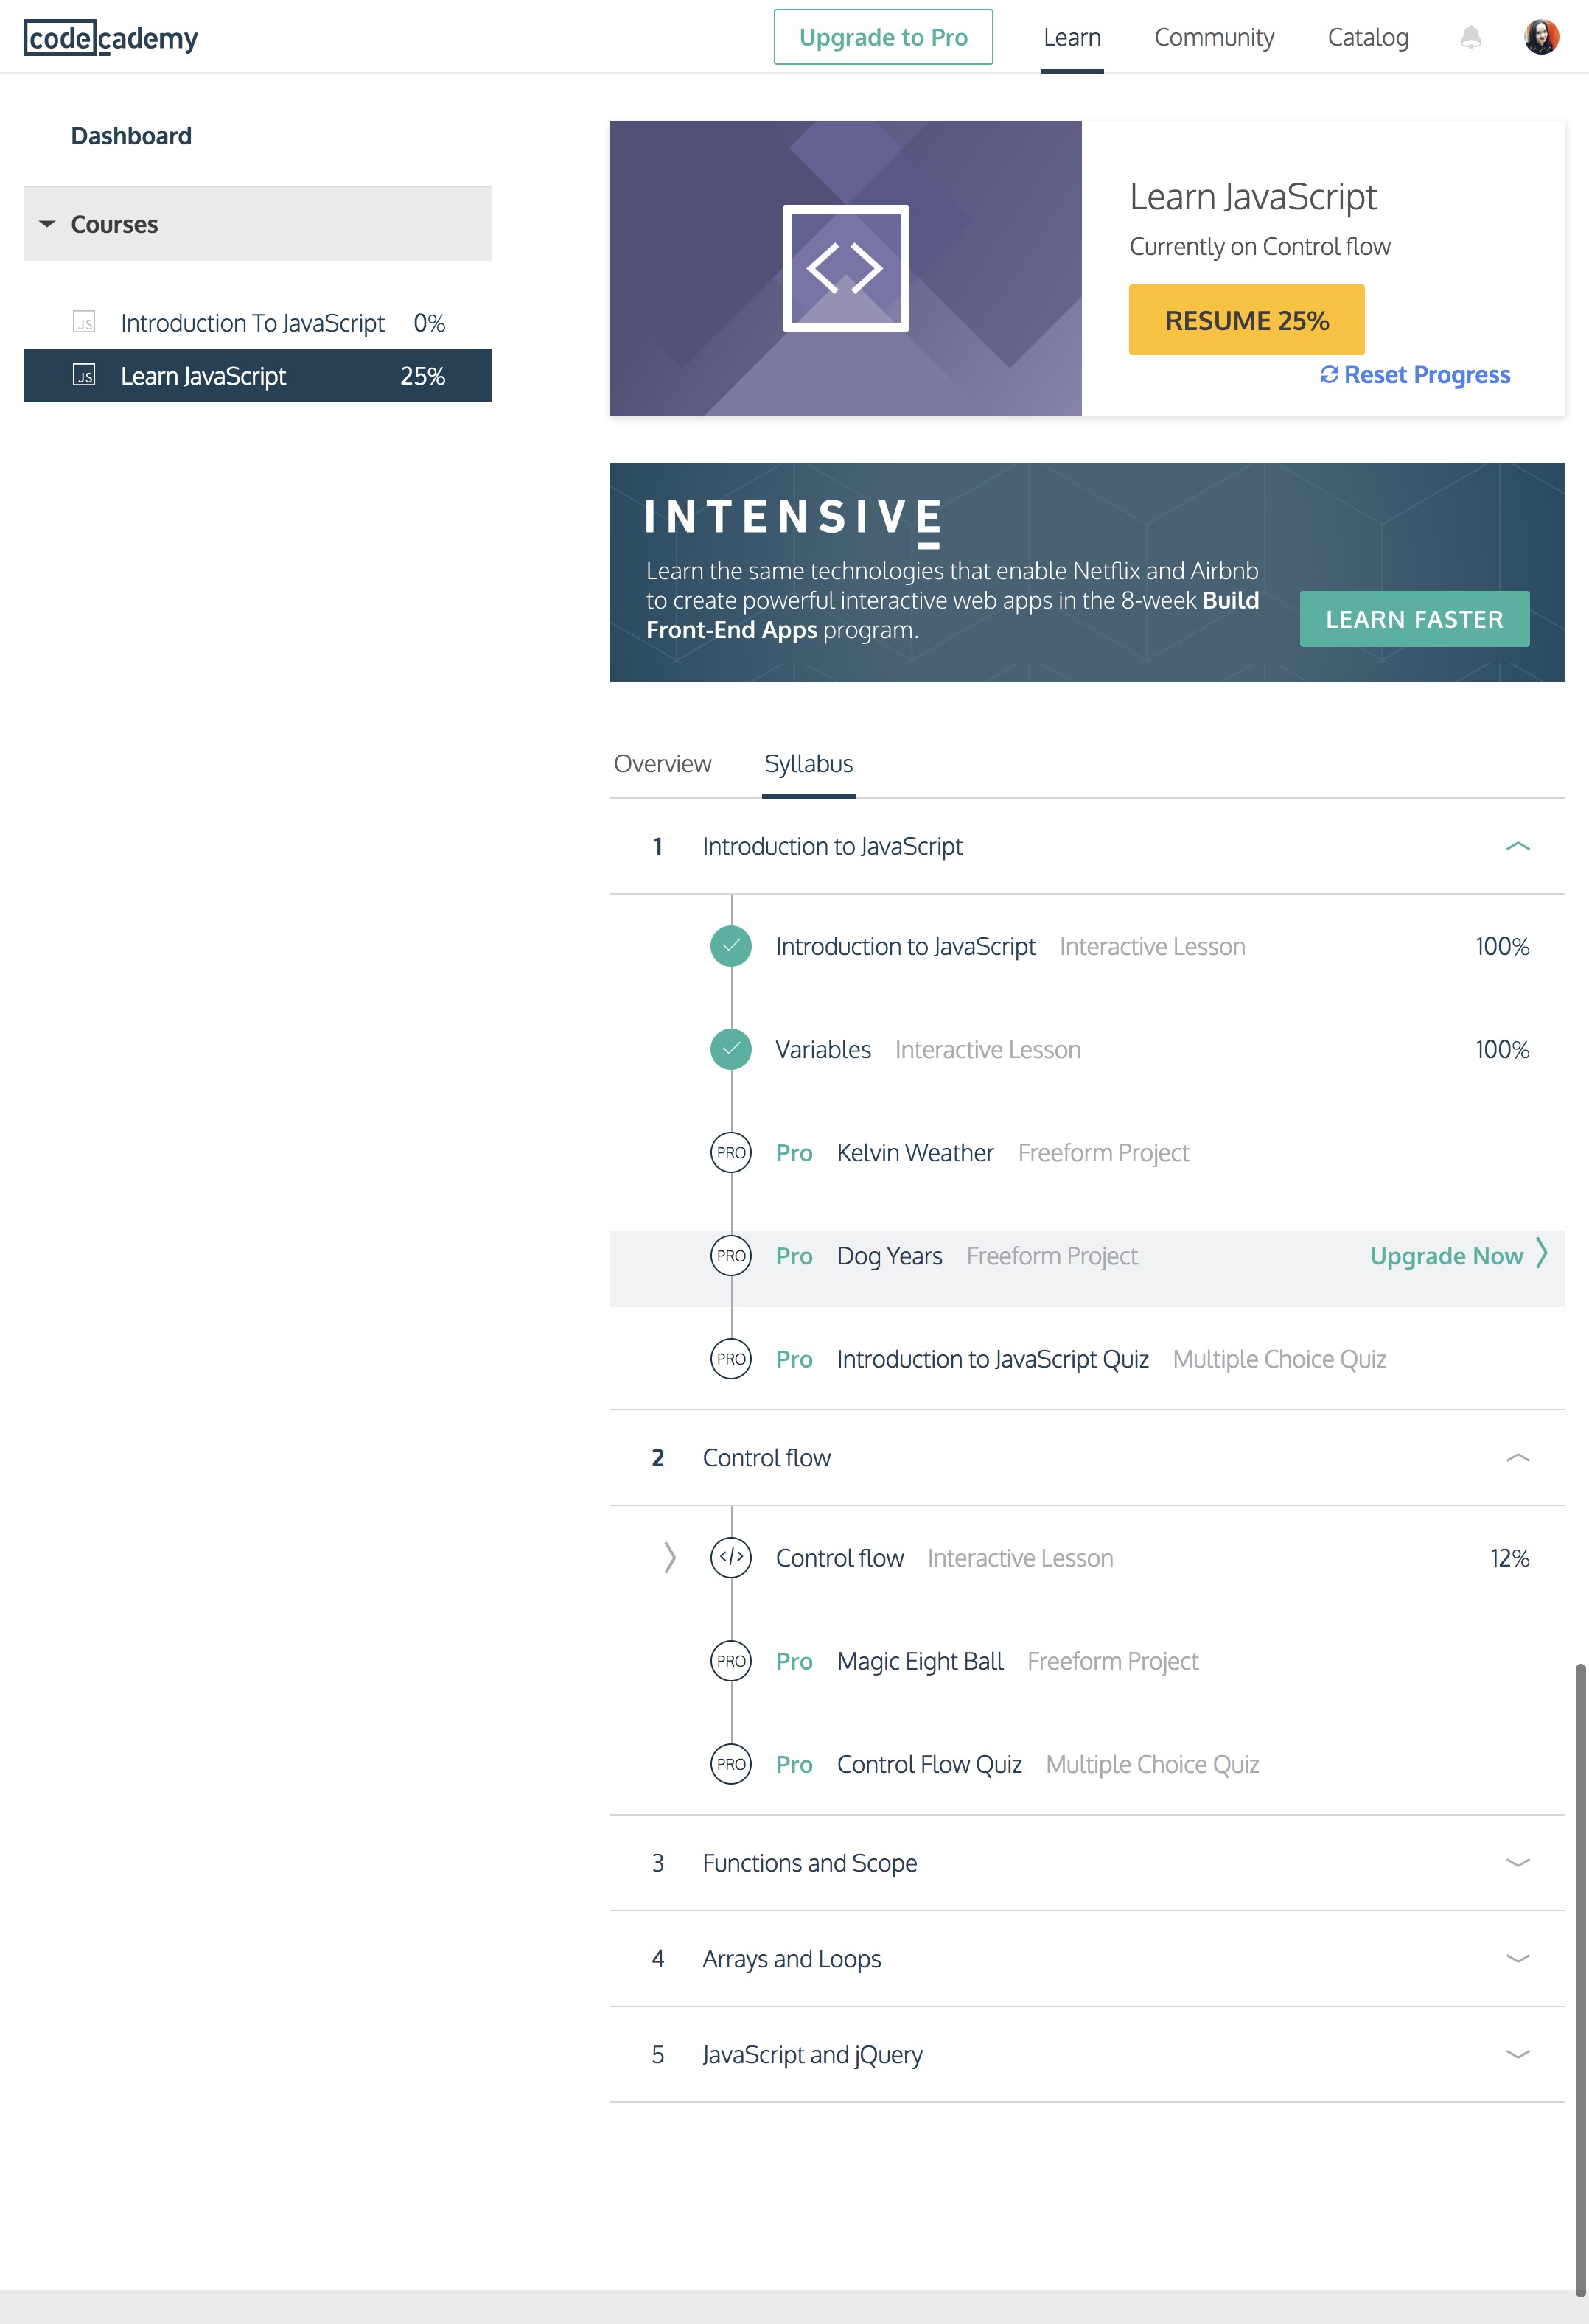 codecademy
Upgrade to Pro
Learn
Community
Catalog
Dashboard
Courses
JS Introduction To JavaScript 0%
JS Learn JavaScript 25%
Learn JavaScript
Currently on Control flow
RESUME 25%
Reset Progress
INTENSIVE
Learn the same technologies that enable Netflix and Airbnb
to create powerful interactive web apps in the 8-week Build
Front-End Apps program.
LEARN FASTER
Overview
Syllabus
1 Introduction to JavaScript
Introduction to JavaScript Interactive Lesson 100%
Variables Interactive Lesson 100%
PRO Pro Kelvin Weather Freeform Project
PRO Pro Dog Years Freeform Project Upgrade Now
PRO Pro Introduction to JavaScript Quiz Multiple Choice Quiz
2 Control flow
</> Control flow Interactive Lesson 12%
PRO Pro Magic Eight Ball Freeform Project
PRO Pro Control Flow Quiz Multiple Choice Quiz
3 Functions and Scope
4 Arrays and Loops
5 JavaScript and jQuery